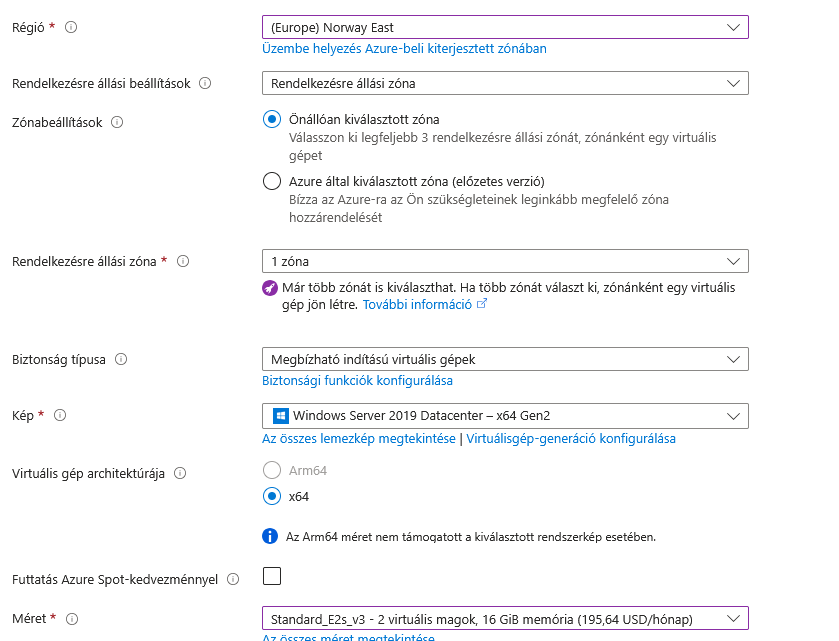 Régió *
(Europe) Norway East
Üzembe helyezés Azure-beli kiterjesztett zónában
Rendelkezésre állási beállítások
Rendelkezésre állási zóna
Zónabeállítások
Önállóan kiválasztott zóna
Válasszon ki legfeljebb 3 rendelkezésre állási zónát, zónánként egy virtuális
gépet
Azure által kiválasztott zóna (előzetes verzió)
Bízza az Azure-ra az Ön szükségleteinek leginkább megfelelő zóna
hozzárendelését
Rendelkezésre állási zóna *
1 zóna
Már több zónát is kiválaszthat. Ha több zónát választ ki, zónánként egy virtuális
gép jön létre. További információ
Biztonság típusa
Megbízható indítású virtuális gépek
Biztonsági funkciók konfigurálása
Kép *
Windows Server 2019 Datacenter – x64 Gen2
Az összes lemezkép megtekintése | Virtuálisgép-generáció konfigurálása
Virtuális gép architektúrája
Arm64
x64
Az Arm64 méret nem támogatott a kiválasztott rendszerkép esetében.
Futtatás Azure Spot-kedvezménnyel
Méret *
Standard_E2s_v3 - 2 virtuális magok, 16 GiB memória (195,64 USD/hónap)
Az összes méret megtekintése